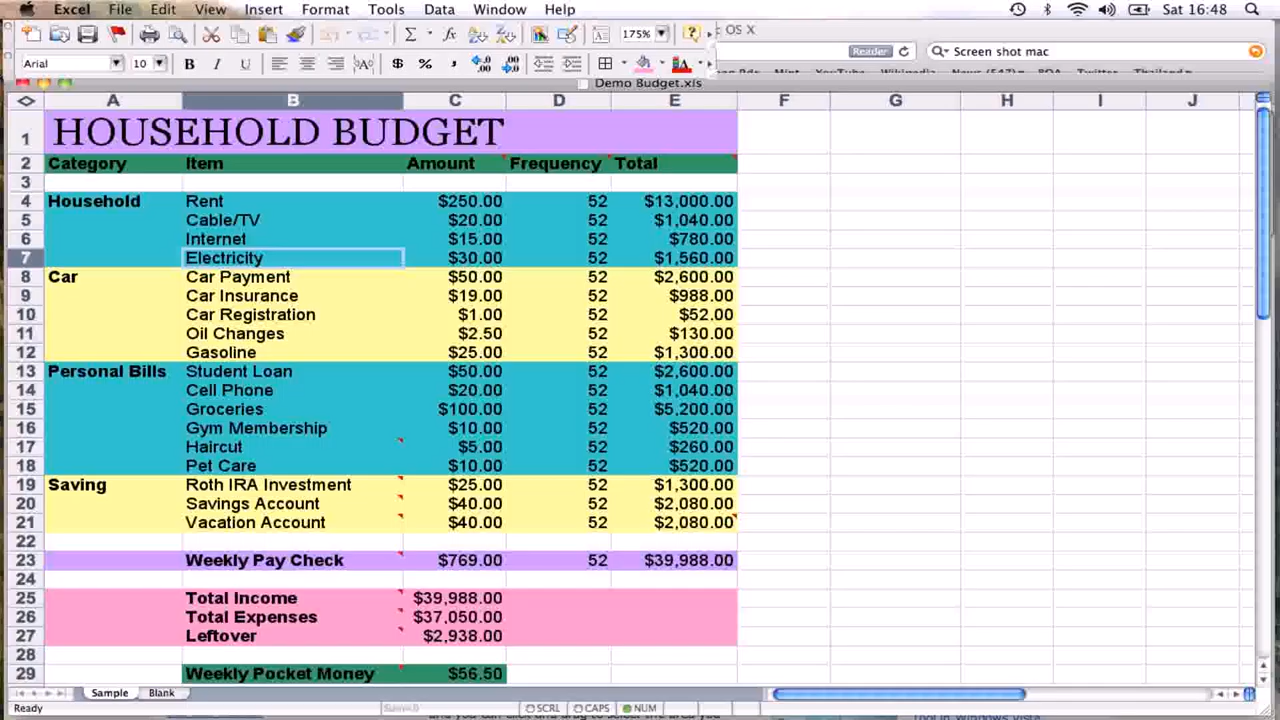 Excel File Edit View Insert Format Tools Data Window Help Sat 16:48
175% OS X
Reader Screen shot mac
Arial 10 B I U ABC $ % ,
Mint YouTube Wikipedia Twitter
Demo Budget.xls
A B C D E F G H I J
1 HOUSEHOLD BUDGET
2 Category Item Amount Frequency Total
3
4 Household Rent $250.00 52 $13,000.00
5 Cable/TV $20.00 52 $1,040.00
6 Internet $15.00 52 $780.00
7 Electricity $30.00 52 $1,560.00
8 Car Car Payment $50.00 52 $2,600.00
9 Car Insurance $19.00 52 $988.00
10 Car Registration $1.00 52 $52.00
11 Oil Changes $2.50 52 $130.00
12 Gasoline $25.00 52 $1,300.00
13 Personal Bills Student Loan $50.00 52 $2,600.00
14 Cell Phone $20.00 52 $1,040.00
15 Groceries $100.00 52 $5,200.00
16 Gym Membership $10.00 52 $520.00
17 Haircut $5.00 52 $260.00
18 Pet Care $10.00 52 $520.00
19 Saving Roth IRA Investment $25.00 52 $1,300.00
20 Savings Account $40.00 52 $2,080.00
21 Vacation Account $40.00 52 $2,080.00
22
23 Weekly Pay Check $769.00 52 $39,988.00
24
25 Total Income $39,988.00
26 Total Expenses $37,050.00
27 Leftover $2,938.00
28
29 Weekly Pocket Money $56.50
Sample Blank
Ready Sum=0 SCRL CAPS NUM